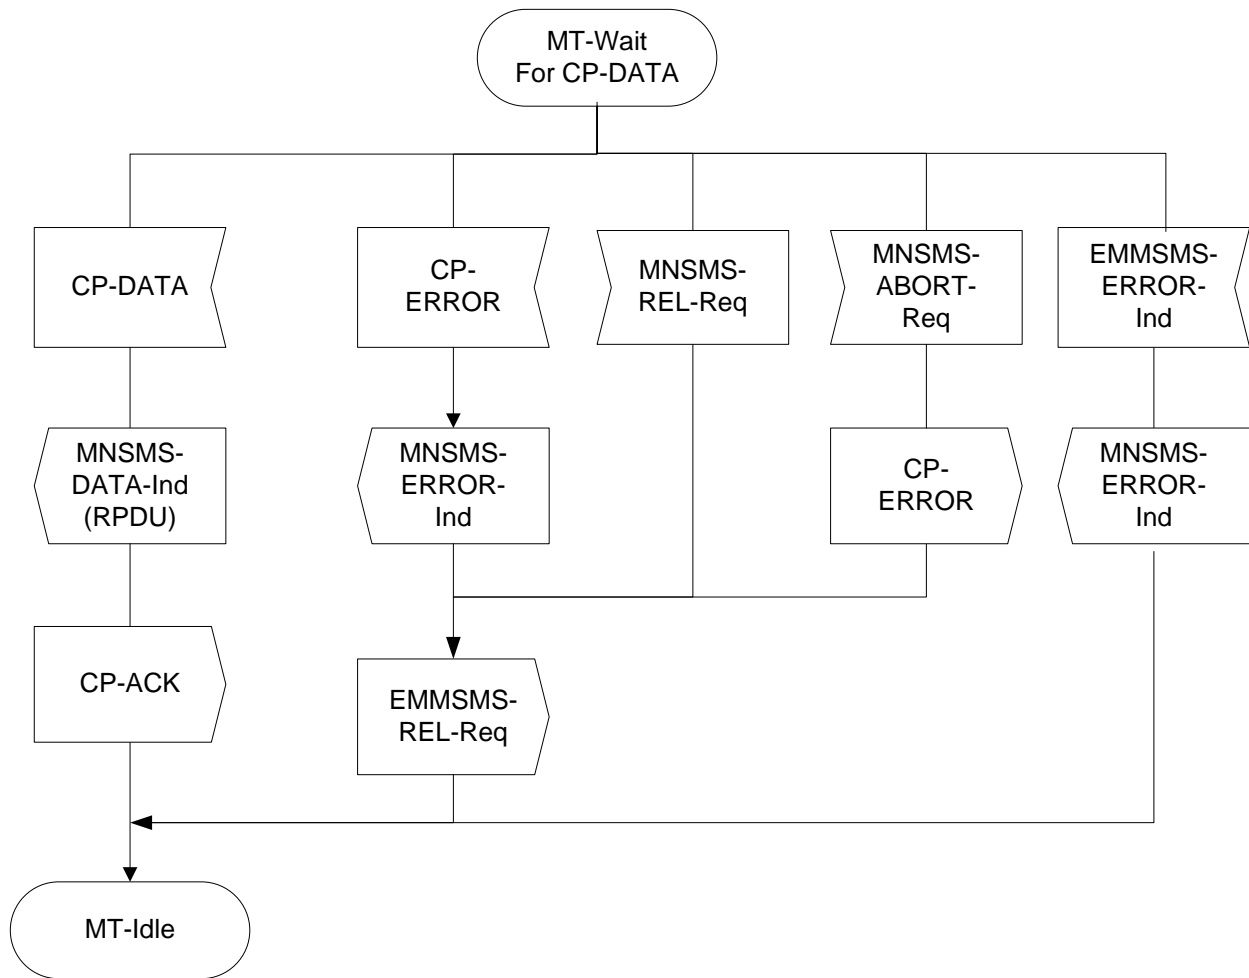 MT-Wait
For CP-DATA
CP-DATA
CP-
ERROR
MNSMS-
REL-Req
MNSMS-
ABORT-
Req
EMMSMS-
ERROR-
Ind
MNSMS-
DATA-Ind
(RPDU)
MNSMS-
ERROR-
Ind
CP-
ERROR
MNSMS-
ERROR-
Ind
CP-ACK
EMMSMS-
REL-Req
MT-Idle